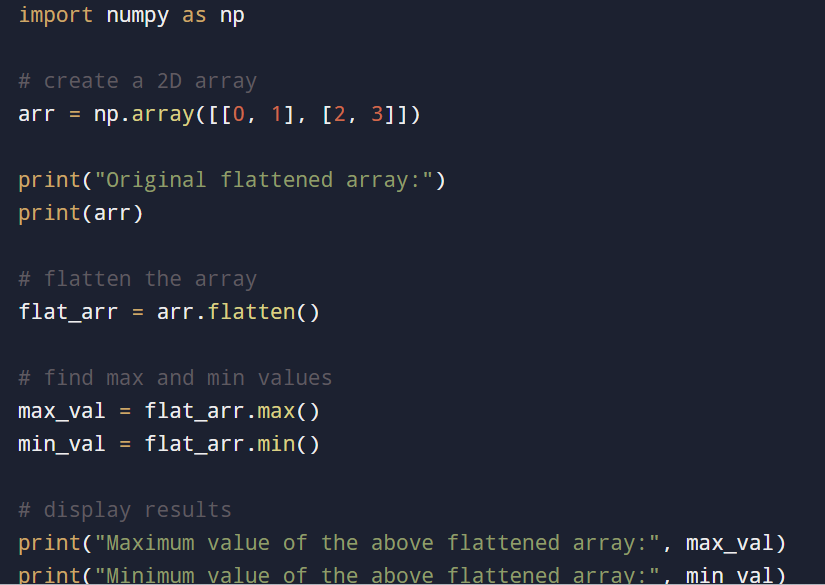 import numpy as np
# create a 2D array
arr = np.array([[0, 1], [2, 3]])
print("Original flattened array:")
print(arr)
# flatten the array
flat_arr = arr.flatten()
# find max and min values
max_val = flat_arr.max()
min_val = flat_arr.min()
# display results
print("Maximum value of the above flattened array:", max_val)
print("Minimum value of the above flattened array:", min_val)